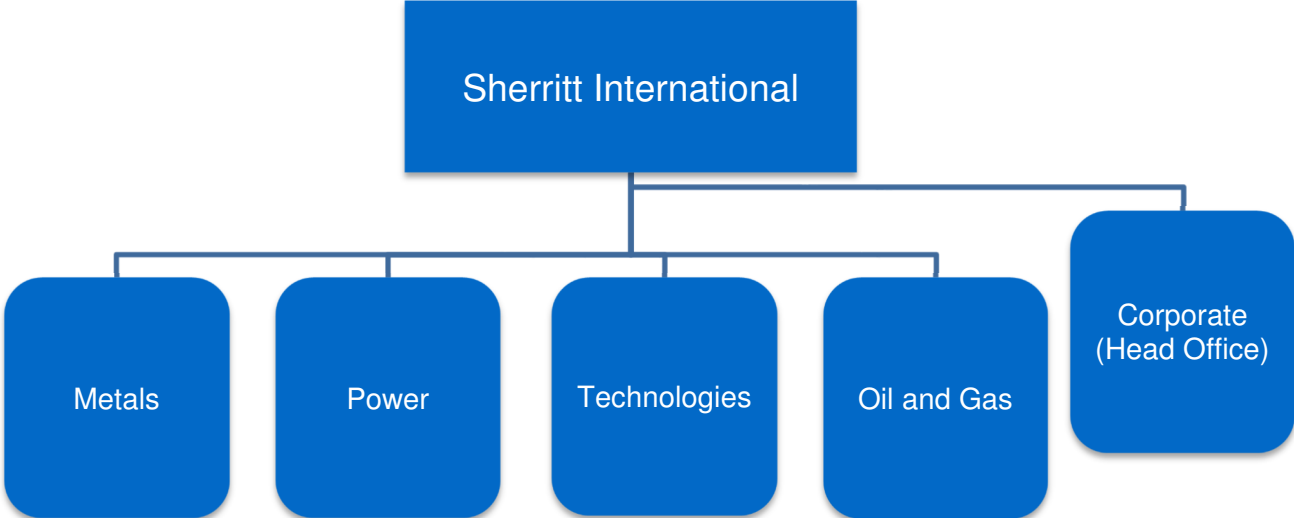 Sherritt International
Corporate
(Head Office)
Metals
Power
Technologies
Oil and Gas